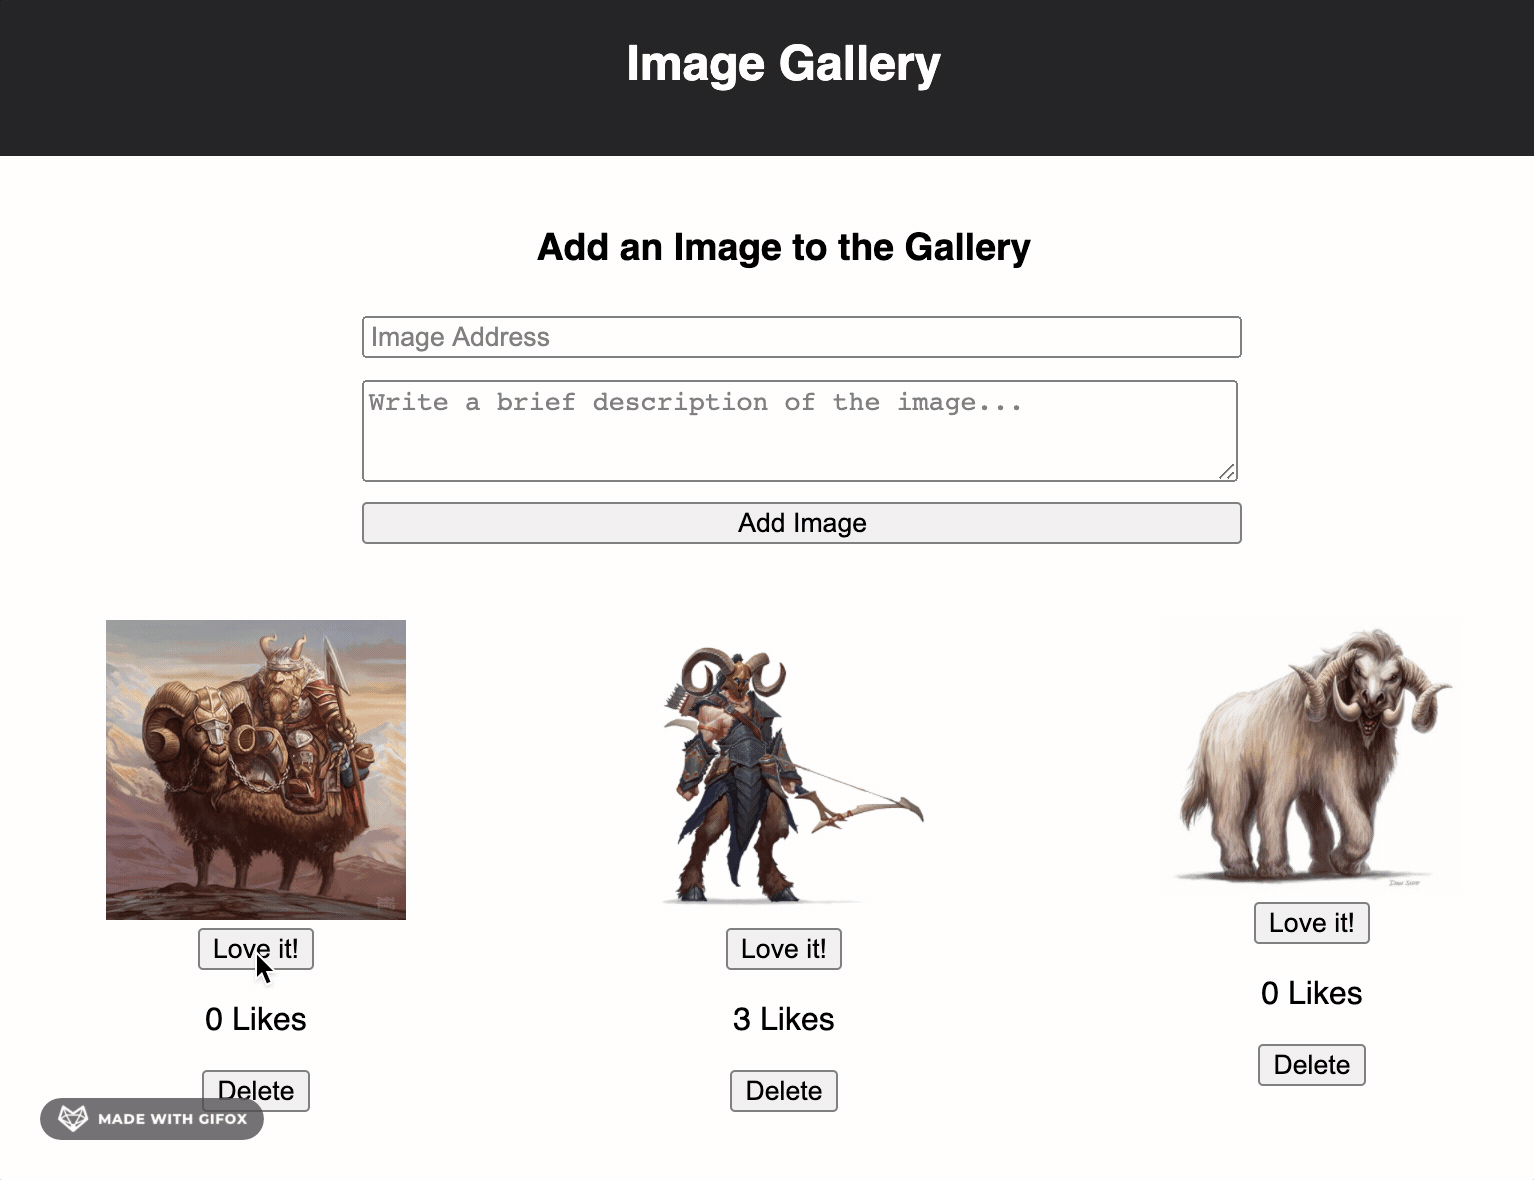 Image Gallery
Add an Image to the Gallery
Image Address
Write a brief description of the image...
Add Image
Love it!
Love it!
Love it!
0 Likes
3 Likes
0 Likes
Delete
Delete
Delete
MADE WITH GIFOX